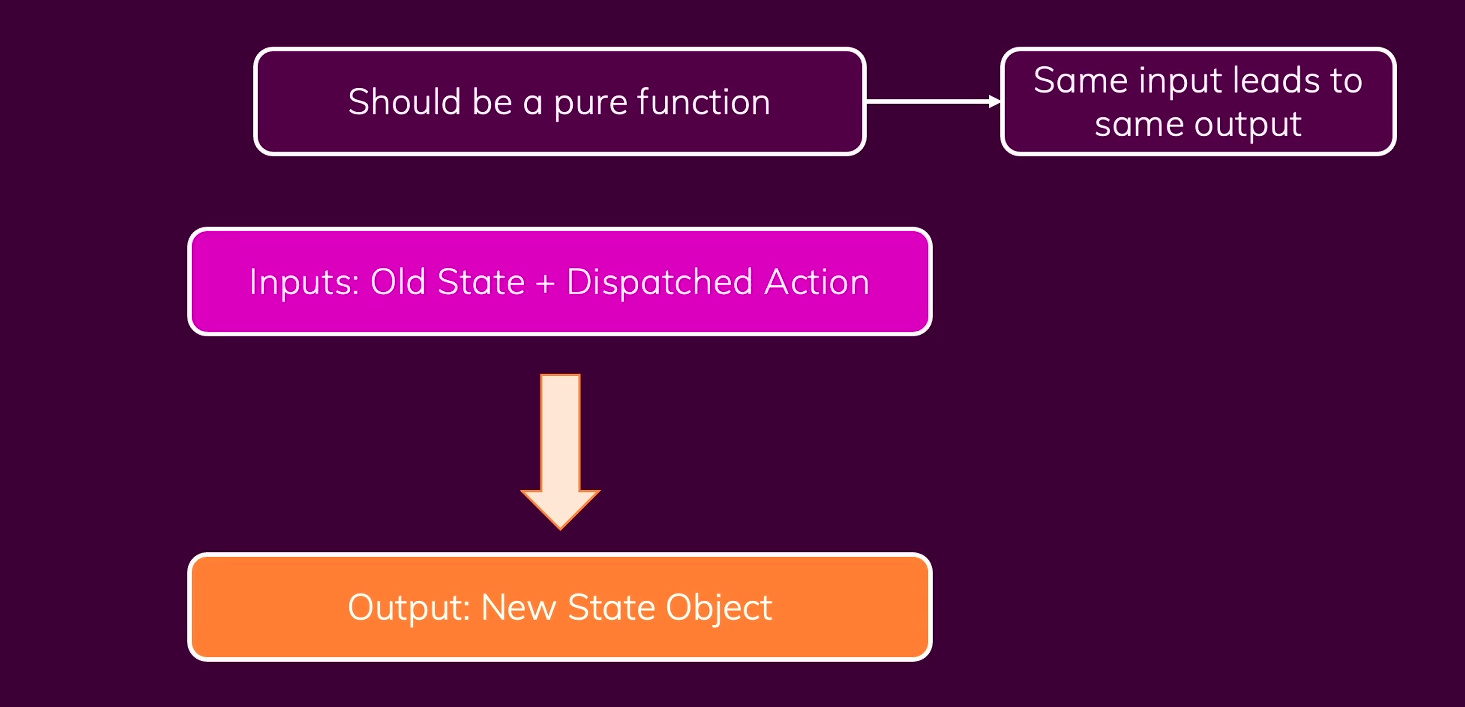 Should be a pure function
Same input leads to
same output
Inputs: Old State + Dispatched Action
Output: New State Object